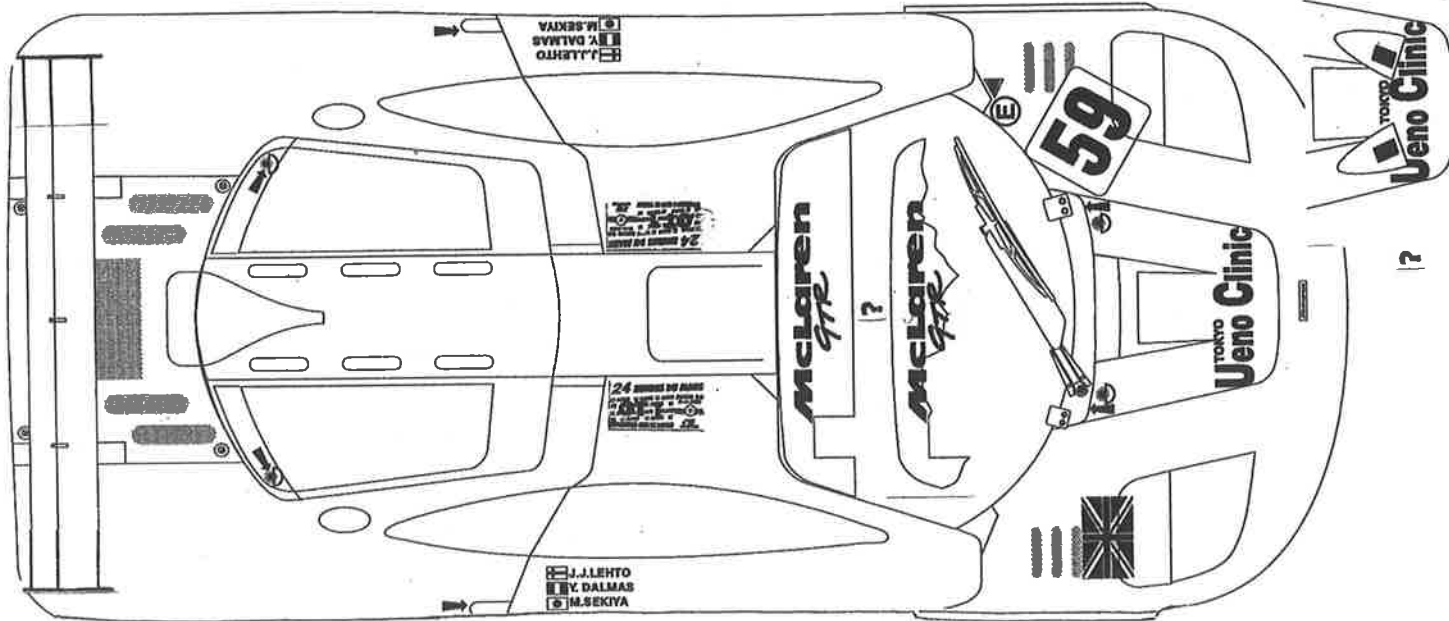 M.SEKIYA
Y. DALMAS
J.J.LEHTO
E
59
TOKYO
Ueno Clinic
?
McLaren
GTR
?
McLaren
GTR
TOKYO
Ueno Clinic
24 HEURES DU MANS
24 HEURES DU MANS
J.J.LEHTO
Y. DALMAS
M.SEKIYA